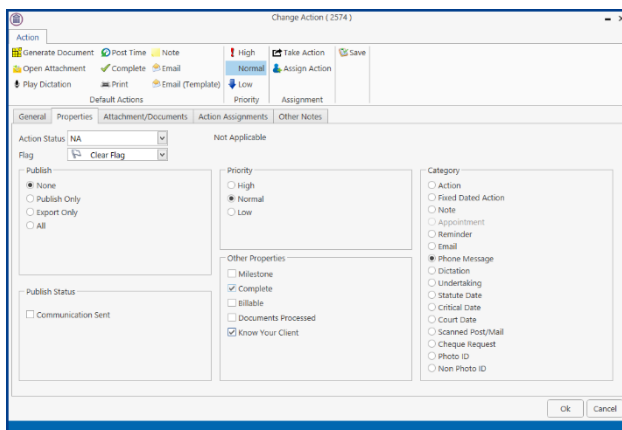 Change Action ( 2574 )
Action
Generate Document Post Time Note High Take Action Save
Open Attachment Complete Email Normal Assign Action
Play Dictation Print Email (Template) Low
Default Actions Priority Assignment
General Properties Attachment/Documents Action Assignments Other Notes
Action Status NA Not Applicable
Flag Clear Flag
Publish
None
Publish Only
Export Only
All
Publish Status
Communication Sent
Priority
High
Normal
Low
Other Properties
Milestone
Complete
Billable
Documents Processed
Know Your Client
Category
Action
Fixed Dated Action
Note
Appointment
Reminder
Email
Phone Message
Dictation
Undertaking
Statute Date
Critical Date
Court Date
Scanned Post/Mail
Cheque Request
Photo ID
Non Photo ID
Ok Cancel